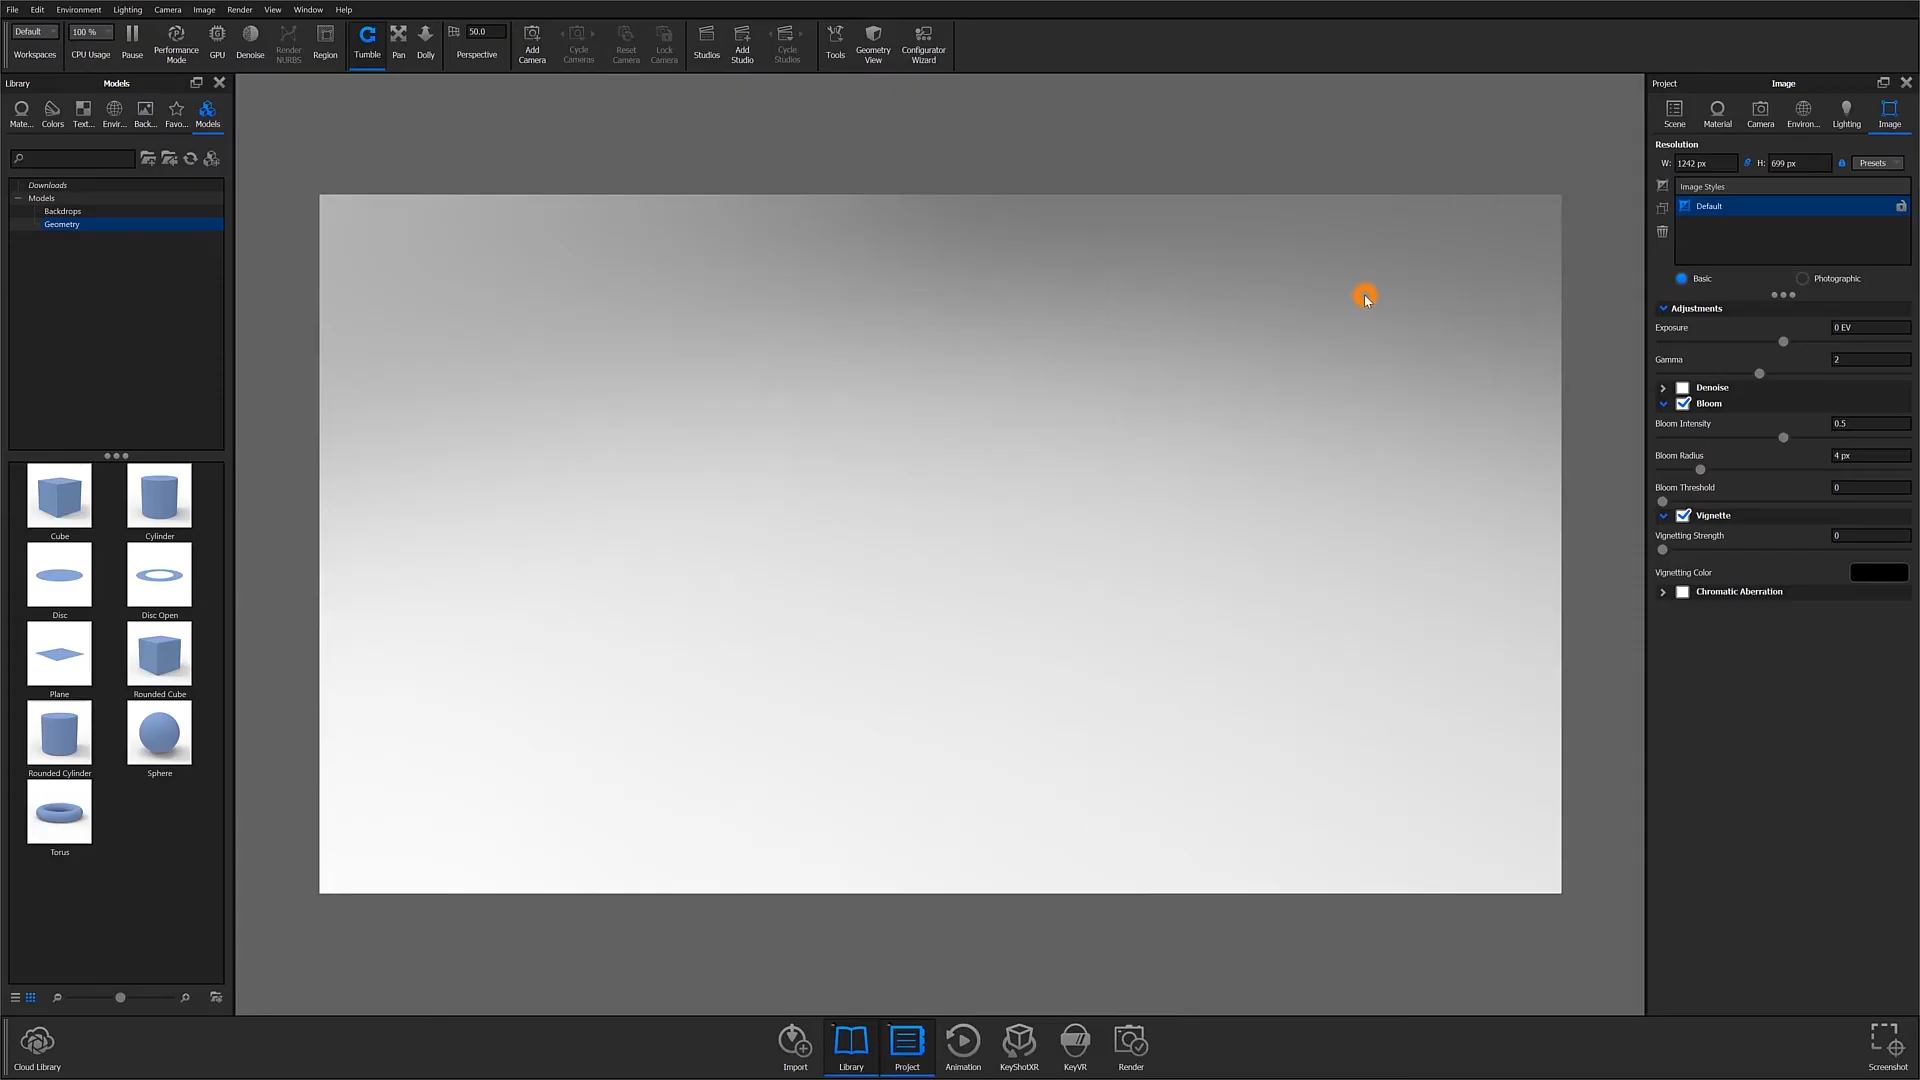 File Edit Environment Lighting Camera Image Render View Window Help
Default 100 % 50.0
Workspaces CPU Usage Pause Performance Mode GPU Denoise Render NURBS Region Tumble Pan Dolly Perspective Add Camera Cycle Cameras Reset Camera Lock Camera Studios Add Studio Cycle Studios Tools Geometry View Configurator Wizard
Library Models
Mate... Colors Text... Envir... Back... Favo... Models
Downloads
Models
Backdrops
Geometry
Cube Cylinder
Disc Disc Open
Plane Rounded Cube
Rounded Cylinder Sphere
Torus
Project Image
Scene Material Camera Environ... Lighting Image
Resolution
W: 1242 px H: 699 px Presets
Image Styles
Default
Basic Photographic
Adjustments
Exposure 0 EV
Gamma 2
Denoise
Bloom
Bloom Intensity 0.5
Bloom Radius 4 px
Bloom Threshold 0
Vignette
Vignetting Strength 0
Vignetting Color
Chromatic Aberration
Cloud Library Import Library Project Animation KeyShotXR KeyVR Render Screenshot